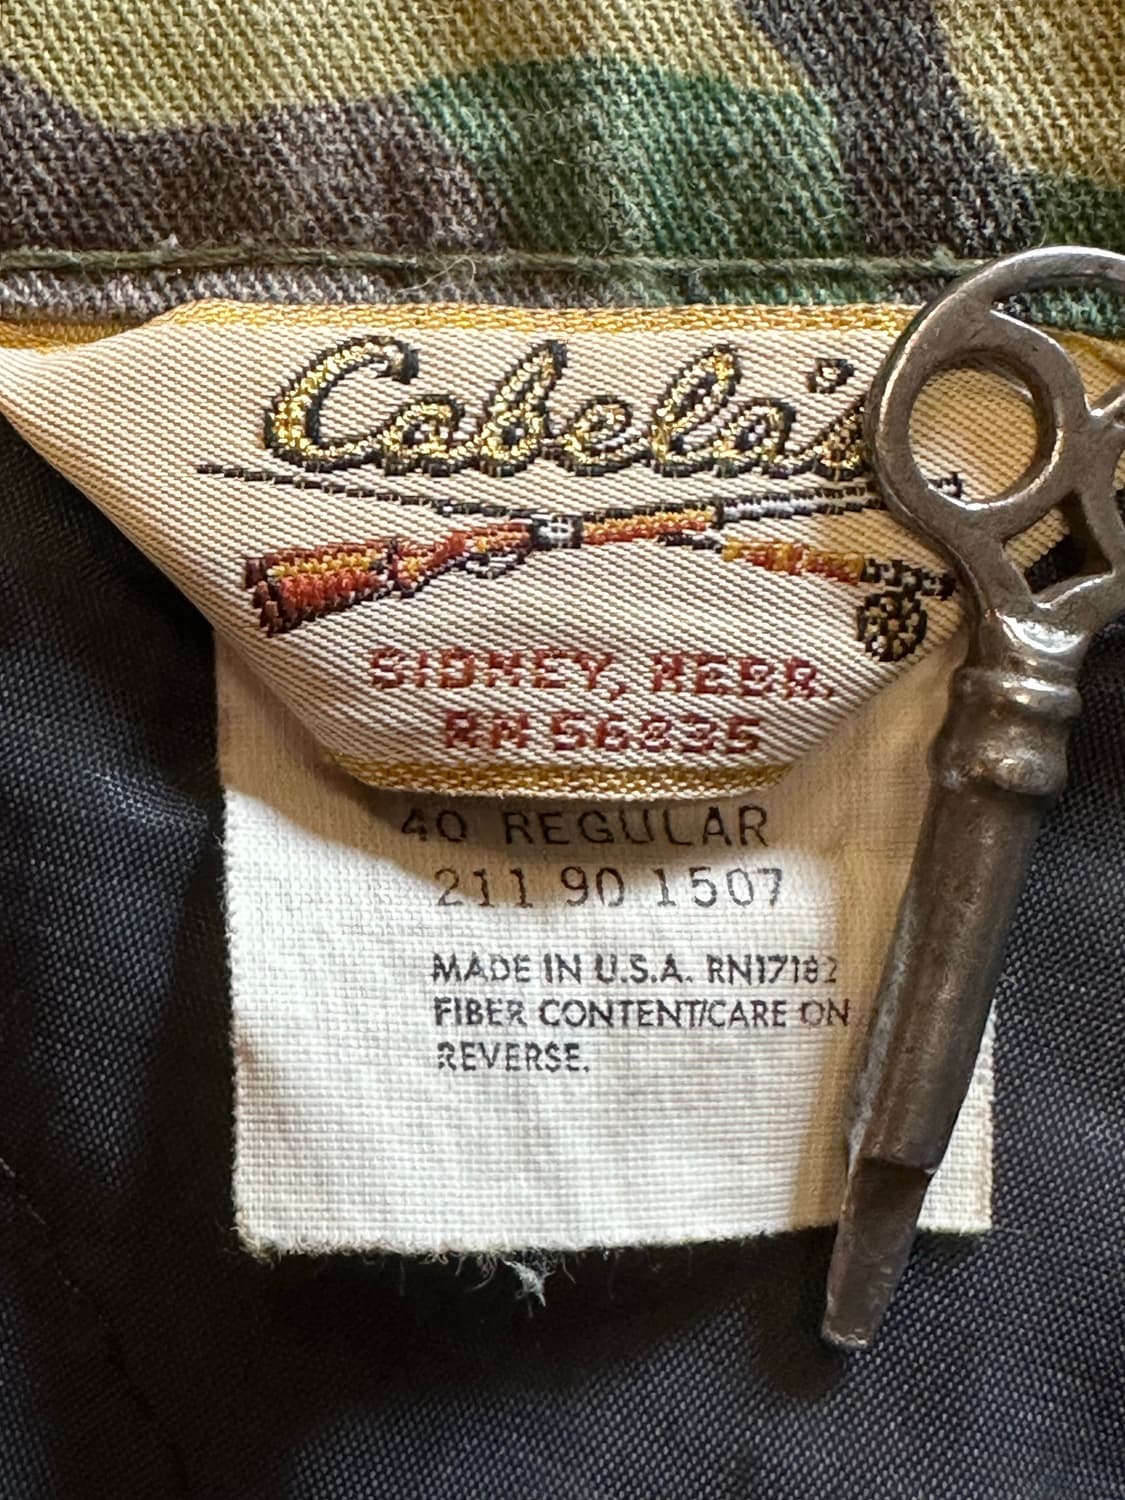 Cabela's
SIDNEY, NEBR.
RN 56835
40 REGULAR
211 90 1507
MADE IN U.S.A. RN17182
FIBER CONTENT/CARE ON
REVERSE.